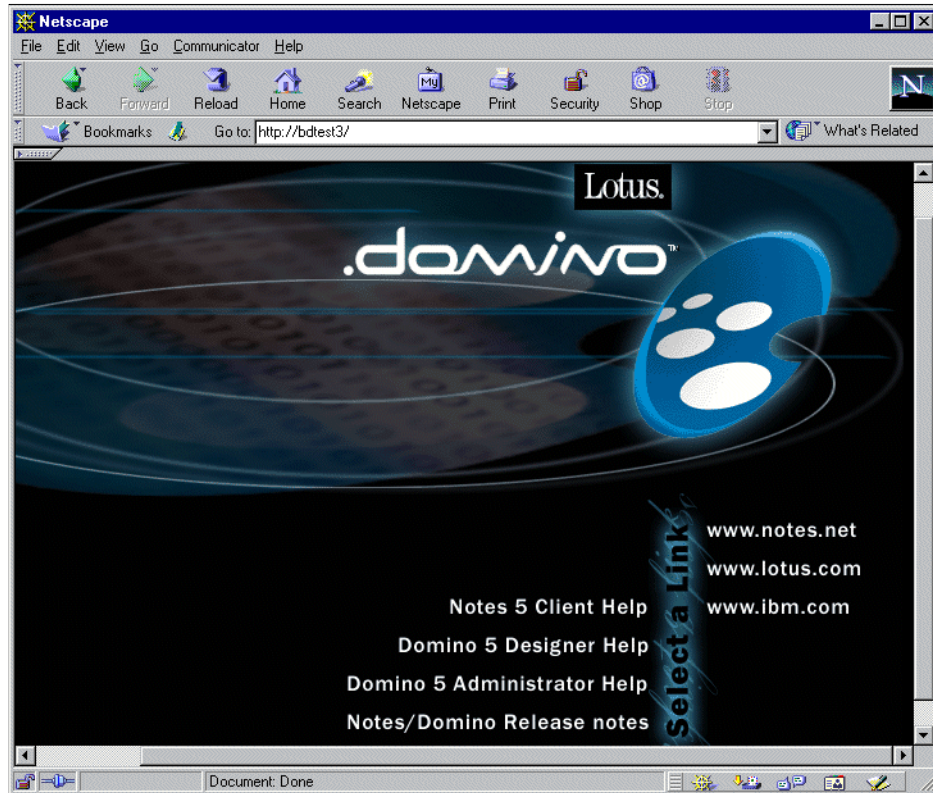 Netscape
File Edit View Go Communicator Help
My
N
Back Forward Reload Home Search Netscape Print Security Shop Stop
Bookmarks Go to: http://bdtest3/ What's Related
Lotus.
.domino™
Select a Link
www.notes.net
www.lotus.com
Notes 5 Client Help www.ibm.com
Domino 5 Designer Help
Domino 5 Administrator Help
Notes/Domino Release notes
Document: Done